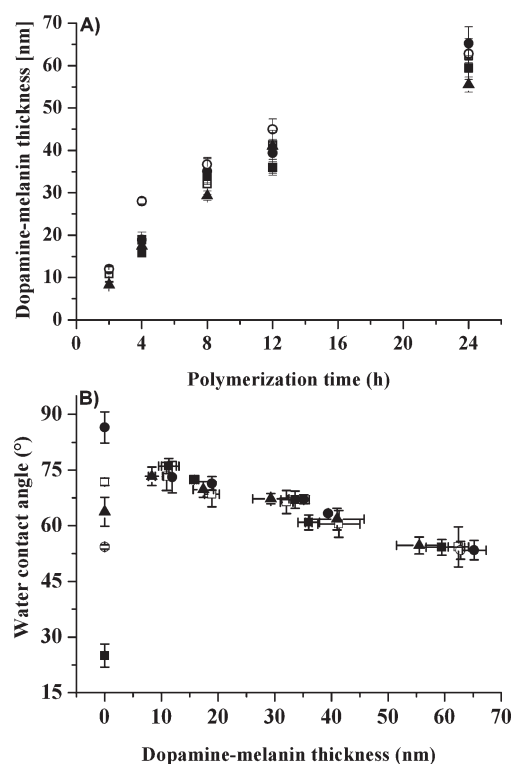 A)
Dopamine-melanin thickness [nm]
70
60
50
40
30
20
10
0
0 4 8 12 16 20 24
Polymerization time (h)
B)
Water contact angle (°)
90
75
60
45
30
15
0 10 20 30 40 50 60 70
Dopamine-melanin thickness (nm)